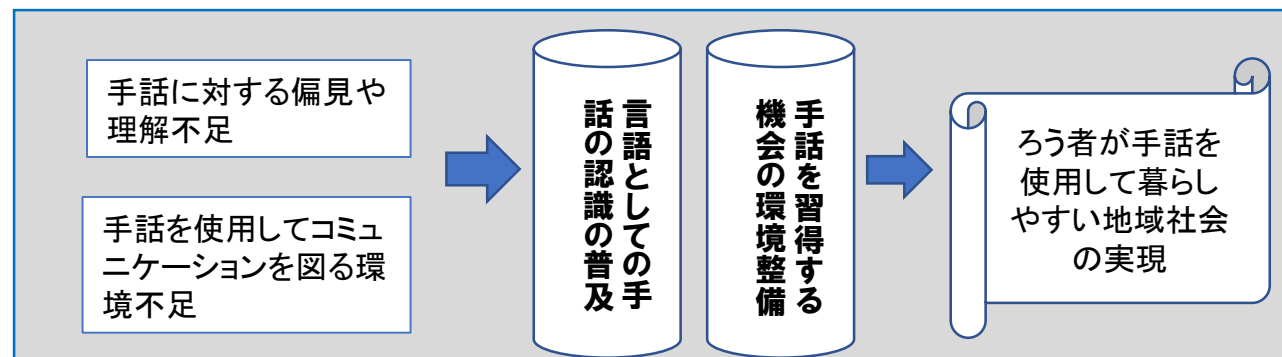 手話に対する偏見や
理解不足
手話を使用してコミュ
ニケーションを図る環
境不足
言語としての手
話の認識の普及
手話を習得する
機会の環境整備
ろう者が手話を
使用して暮らし
やすい地域社会
の実現